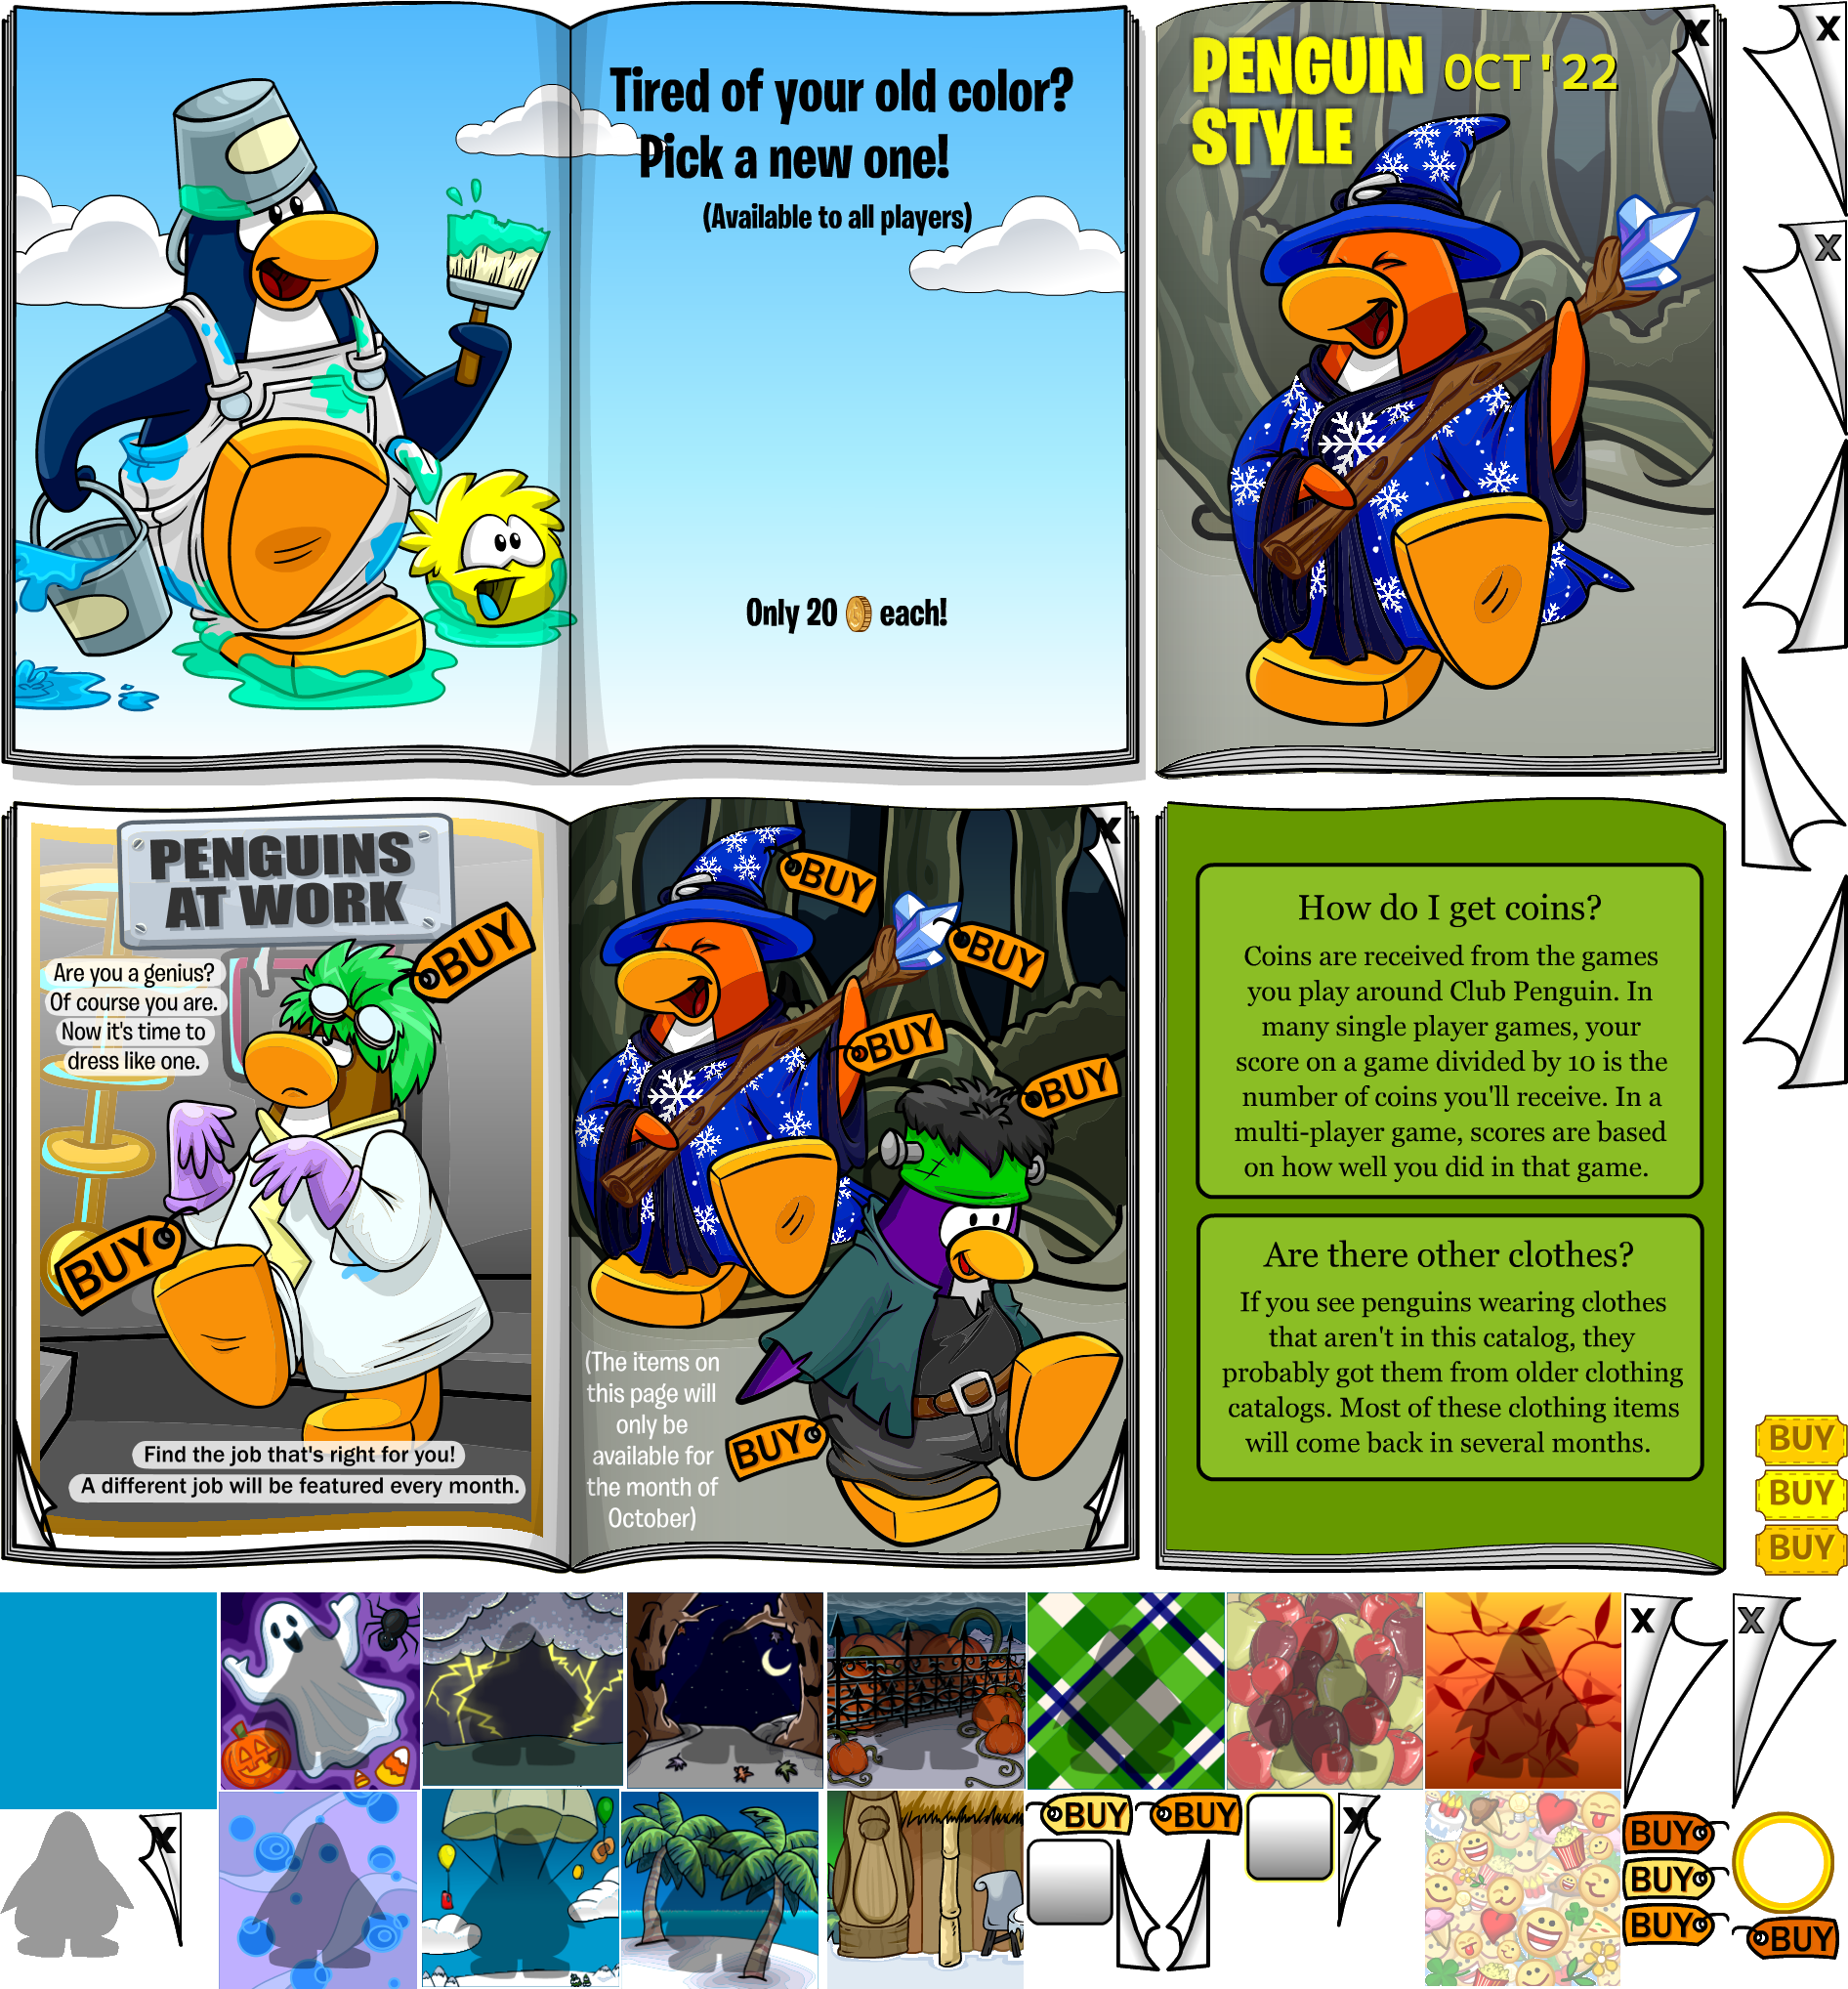 Tired of your old color?
Pick a new one!
(Available to all players)
Only 20 each!
PENGUIN OCT '22
STYLE
X
X
X
PENGUINS
AT WORK
Are you a genius?
Of course you are.
Now it's time to
dress like one.
BUY
BUY
Find the job that's right for you!
A different job will be featured every month.
X
BUY
BUY
BUY
BUY
BUY
(The items on
this page will
only be
available for
the month of
October)
How do I get coins?
Coins are received from the games
you play around Club Penguin. In
many single player games, your
score on a game divided by 10 is the
number of coins you'll receive. In a
multi-player game, scores are based
on how well you did in that game.
Are there other clothes?
If you see penguins wearing clothes
that aren't in this catalog, they
probably got them from older clothing
catalogs. Most of these clothing items
will come back in several months.
BUY
BUY
BUY
X
X
X
BUY
BUY
X
BUY
BUY
BUY
BUY